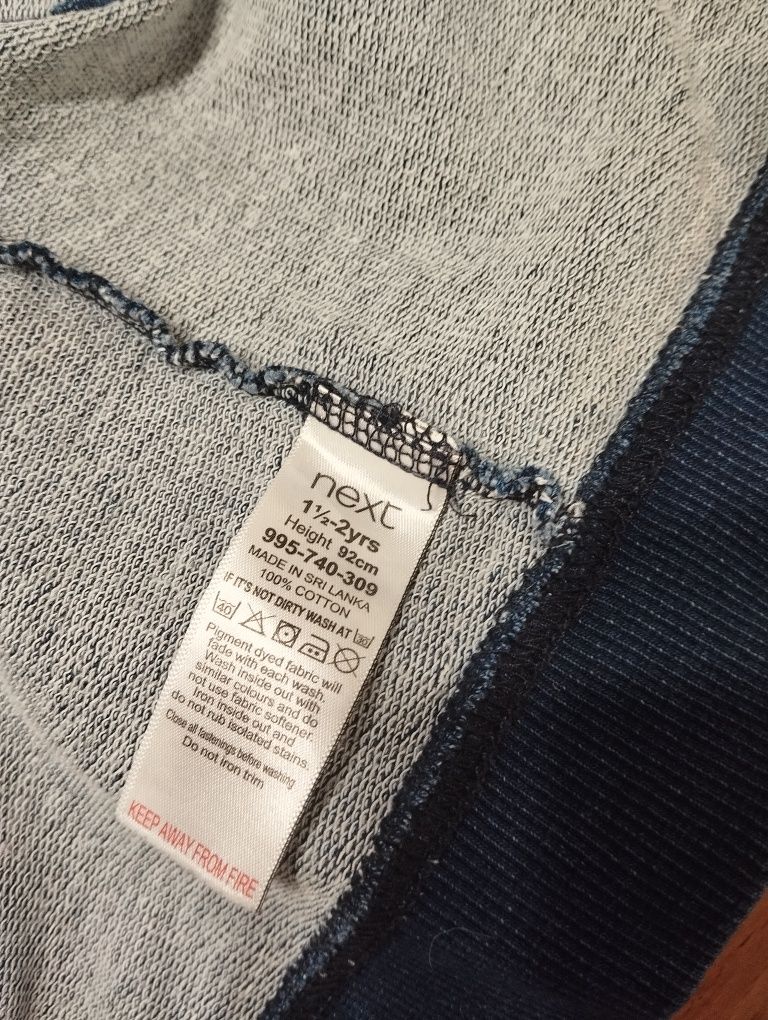 next
1½-2yrs
Height 92cm
995-740-309
MADE IN SRI LANKA
100% COTTON
IF IT'S NOT DIRTY WASH AT 30
40
Pigment dyed fabric will
fade with each wash.
Wash inside out with
similar colours and do
not use fabric softener.
Iron inside out and
do not rub isolated stains.
Close all fastenings before washing
Do not iron trim
KEEP AWAY FROM FIRE